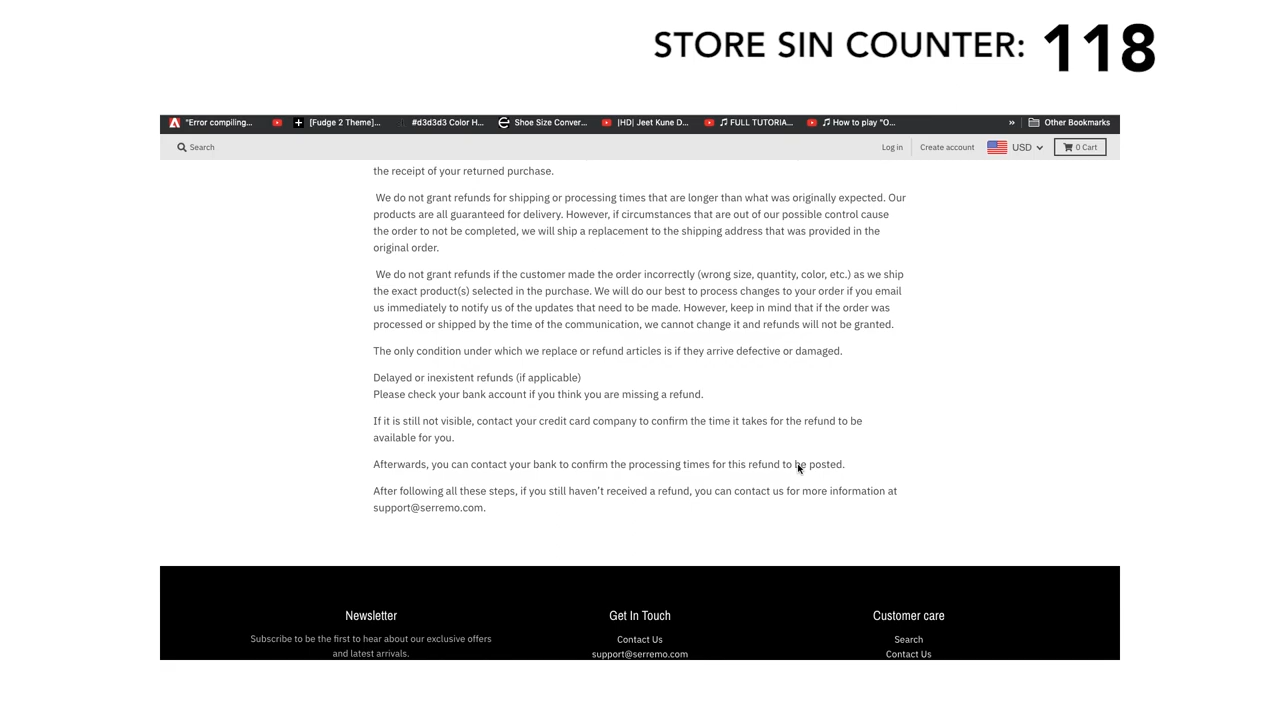 STORE SIN COUNTER: 118
"Error compiling... [Fudge 2 Theme]... #d3d3d3 Color H... Shoe Size Conver... |HD| Jeet Kune D... 🎵 FULL TUTORIA... 🎵 How to play "O... » Other Bookmarks
Search Log in Create account USD 0 Cart
the receipt of your returned purchase.
We do not grant refunds for shipping or processing times that are longer than what was originally expected. Our
products are all guaranteed for delivery. However, if circumstances that are out of our possible control cause
the order to not be completed, we will ship a replacement to the shipping address that was provided in the
original order.
We do not grant refunds if the customer made the order incorrectly (wrong size, quantity, color, etc.) as we ship
the exact product(s) selected in the purchase. We will do our best to process changes to your order if you email
us immediately to notify us of the updates that need to be made. However, keep in mind that if the order was
processed or shipped by the time of the communication, we cannot change it and refunds will not be granted.
The only condition under which we replace or refund articles is if they arrive defective or damaged.
Delayed or inexistent refunds (if applicable)
Please check your bank account if you think you are missing a refund.
If it is still not visible, contact your credit card company to confirm the time it takes for the refund to be
available for you.
Afterwards, you can contact your bank to confirm the processing times for this refund to be posted.
After following all these steps, if you still haven't received a refund, you can contact us for more information at
support@serremo.com.
Newsletter
Subscribe to be the first to hear about our exclusive offers
and latest arrivals.
Get In Touch
Contact Us
support@serremo.com
Customer care
Search
Contact Us